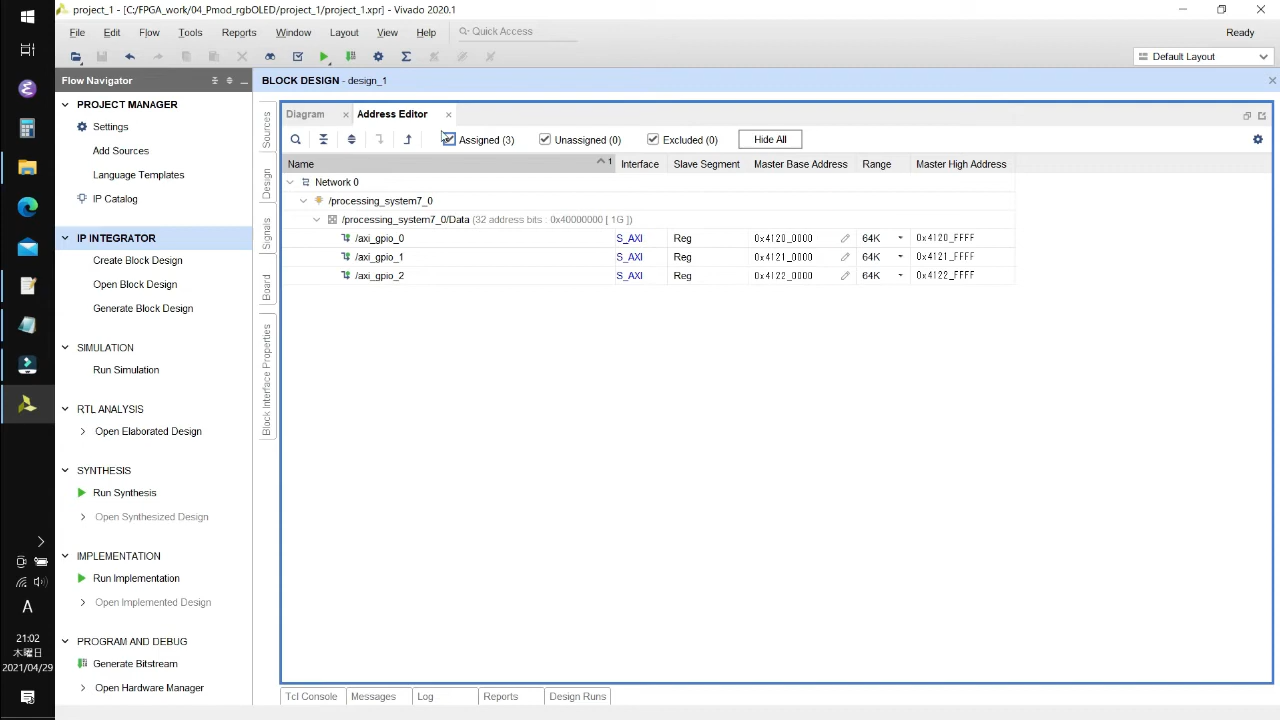 project_1 - [C:/FPGA_work/04_Pmod_rgbOLED/project_1/project_1.xpr] - Vivado 2020.1
File Edit Flow Tools Reports Window Layout View Help Quick Access Ready
Default Layout
Flow Navigator
PROJECT MANAGER
Settings
Add Sources
Language Templates
IP Catalog
IP INTEGRATOR
Create Block Design
Open Block Design
Generate Block Design
SIMULATION
Run Simulation
RTL ANALYSIS
Open Elaborated Design
SYNTHESIS
Run Synthesis
Open Synthesized Design
IMPLEMENTATION
Run Implementation
Open Implemented Design
PROGRAM AND DEBUG
Generate Bitstream
Open Hardware Manager
BLOCK DESIGN - design_1
Sources
Design
Signals
Board
Block Interface Properties
Diagram Address Editor
Assigned (3) Unassigned (0) Excluded (0) Hide All
Name 1 Interface Slave Segment Master Base Address Range Master High Address
Network 0
/processing_system7_0
/processing_system7_0/Data (32 address bits : 0x40000000 [ 1G ])
/axi_gpio_0 S_AXI Reg 0x4120_0000 64K 0x4120_FFFF
/axi_gpio_1 S_AXI Reg 0x4121_0000 64K 0x4121_FFFF
/axi_gpio_2 S_AXI Reg 0x4122_0000 64K 0x4122_FFFF
Tcl Console Messages Log Reports Design Runs
A
21:02
木曜日
2021/04/29